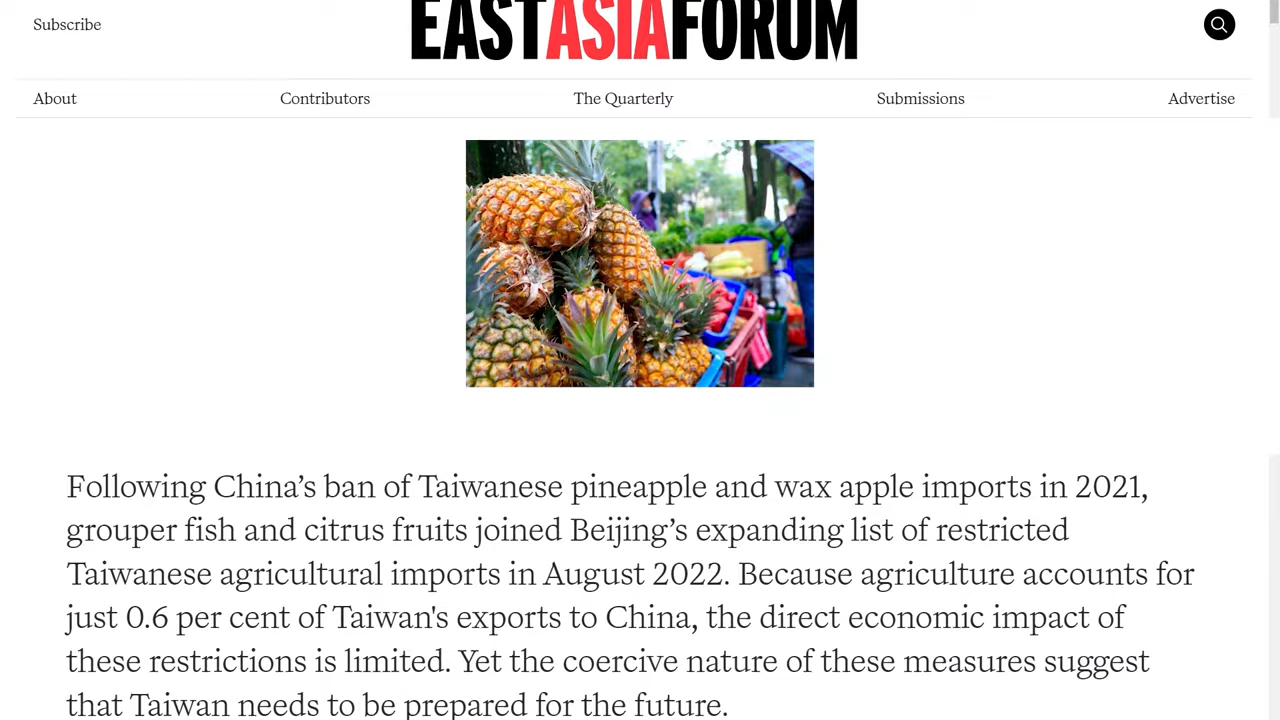 Subscribe
EASTASIAFORUM
About
Contributors
The Quarterly
Submissions
Advertise
Following China’s ban of Taiwanese pineapple and wax apple imports in 2021,
grouper fish and citrus fruits joined Beijing’s expanding list of restricted
Taiwanese agricultural imports in August 2022. Because agriculture accounts for
just 0.6 per cent of Taiwan's exports to China, the direct economic impact of
these restrictions is limited. Yet the coercive nature of these measures suggest
that Taiwan needs to be prepared for the future.